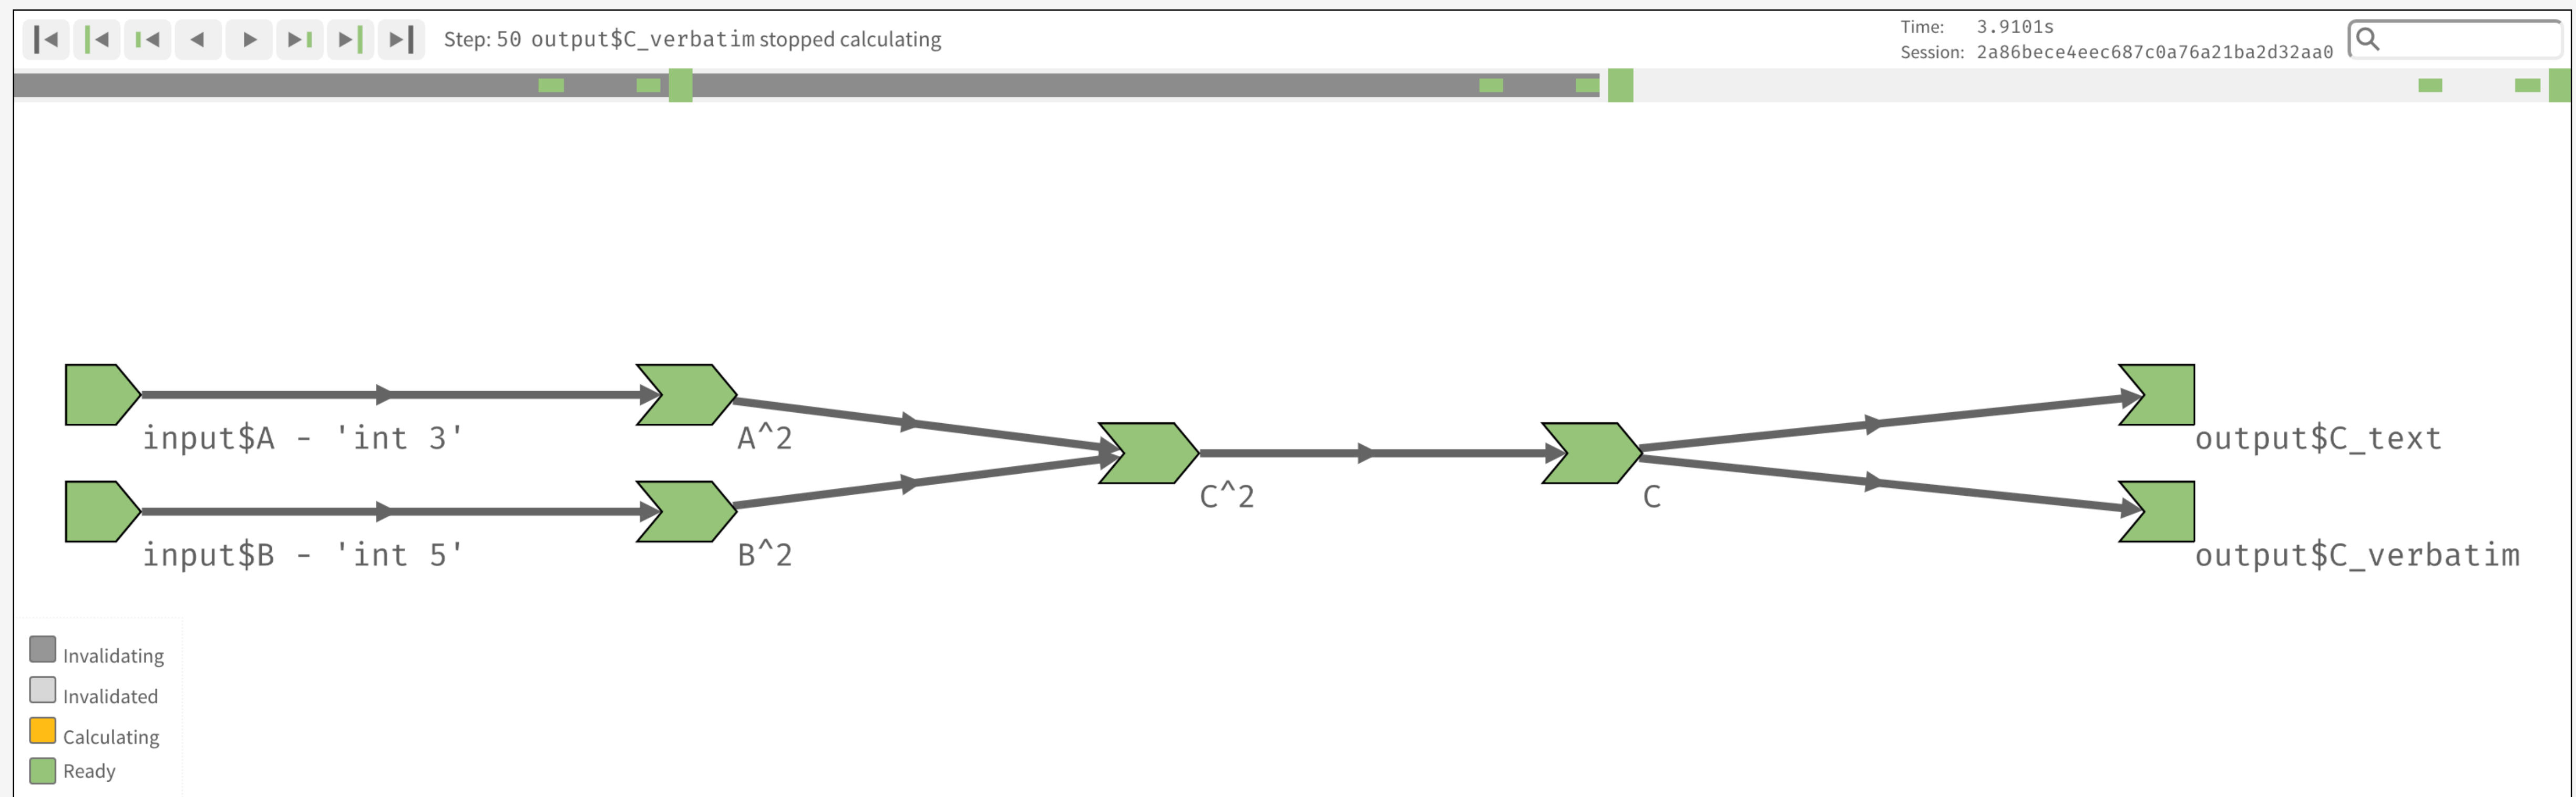 Step: 50 output$C_verbatim stopped calculating
Time: 3.9101s
Session: 2a86bece4eec687c0a76a21ba2d32aa0
input$A - 'int 3'
A^2
output$C_text
C^2
C
input$B - 'int 5'
B^2
output$C_verbatim
Invalidating
Invalidated
Calculating
Ready